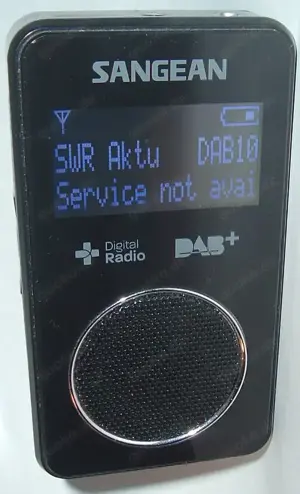 SANGEAN
SWR Aktu DAB10
Service not avai
Digital
Radio
DAB+